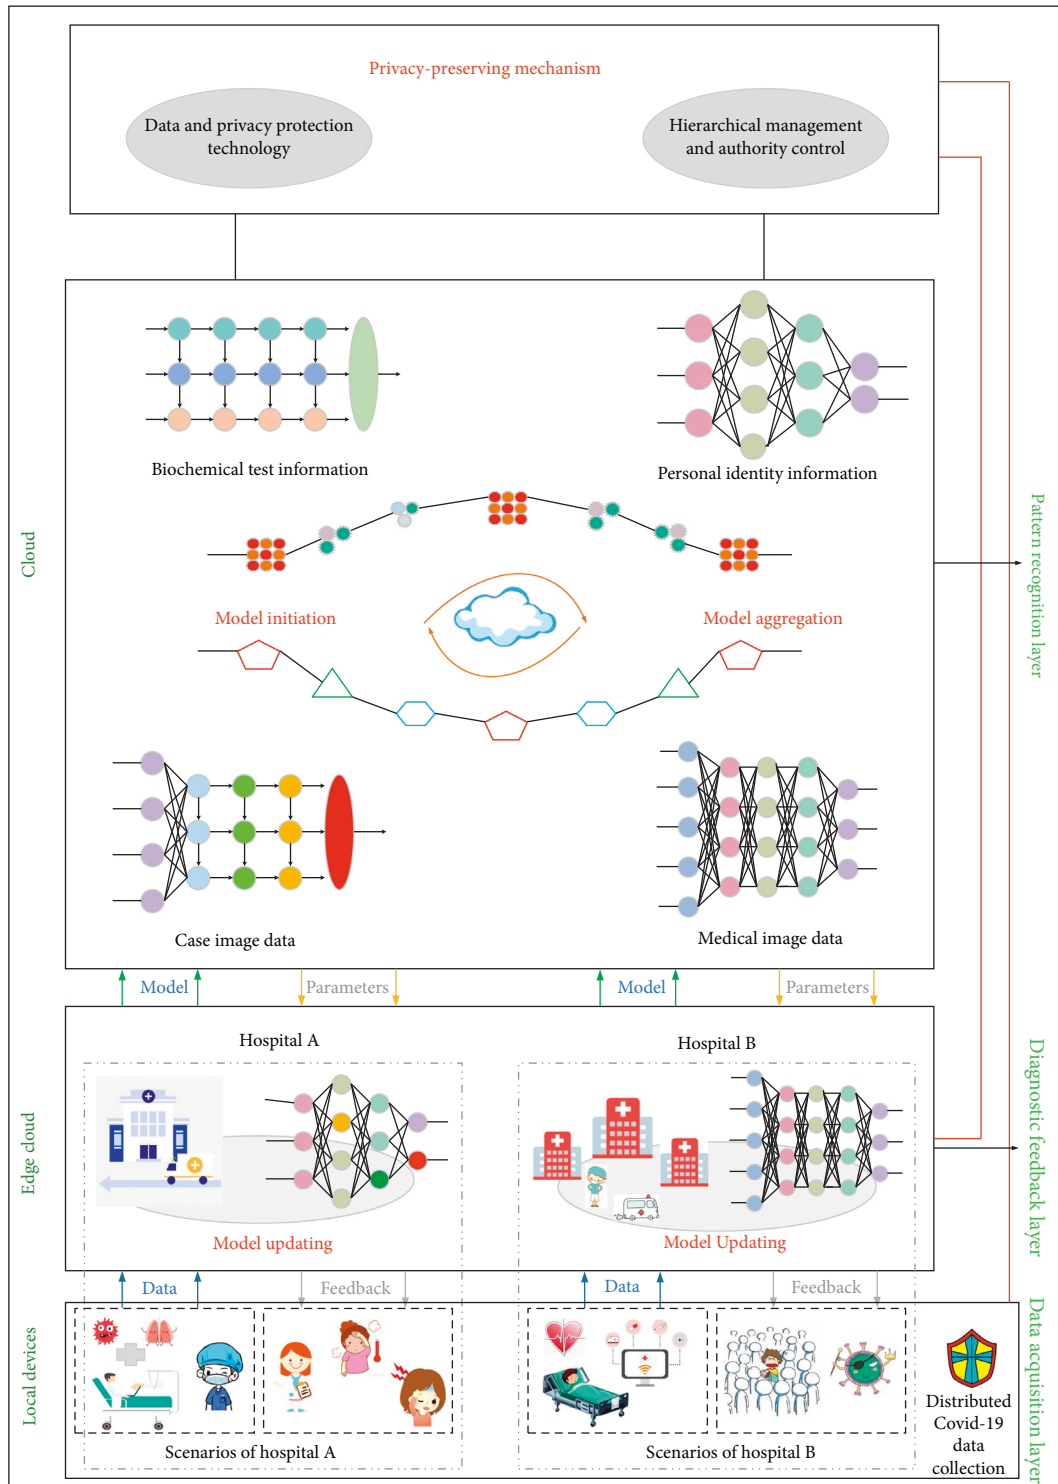 Privacy-preserving mechanism
Data and privacy protection
technology
Hierarchical management
and authority control
Cloud
Biochemical test information
Personal identity information
Pattern recognition layer
Model initiation
Model aggregation
Case image data
Medical image data
Model
Parameters
Model
Parameters
Edge cloud
Hospital A
Hospital B
Diagnostic feedback layer
Model updating
Model Updating
Data
Feedback
Data
Feedback
Local devices
Scenarios of hospital A
Scenarios of hospital B
Distributed
Covid-19
data
collection
Data acquisition layer